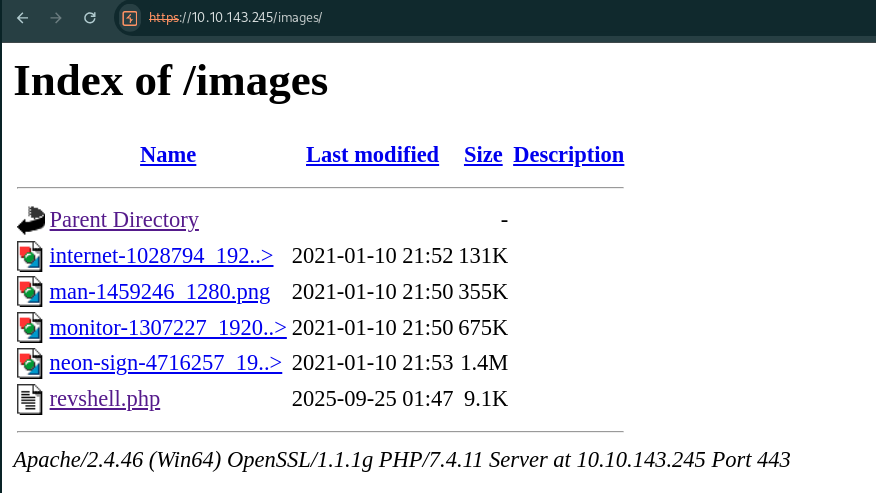 https://10.10.143.245/images/
Index of /images
Name Last modified Size Description
Parent Directory -
internet-1028794_192..> 2021-01-10 21:52 131K
man-1459246_1280.png 2021-01-10 21:50 355K
monitor-1307227_1920..> 2021-01-10 21:50 675K
neon-sign-4716257_19..> 2021-01-10 21:53 1.4M
revshell.php 2025-09-25 01:47 9.1K
Apache/2.4.46 (Win64) OpenSSL/1.1.1g PHP/7.4.11 Server at 10.10.143.245 Port 443